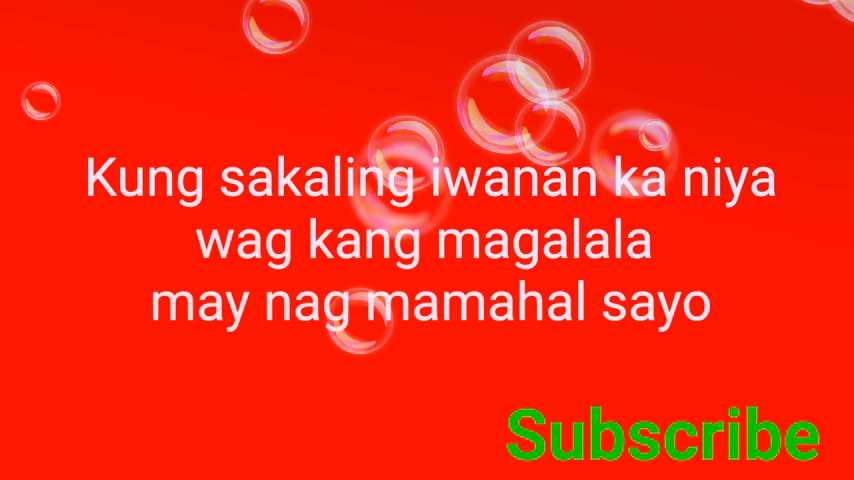 Kung sakaling iwanan ka niya
wag kang magalala
may nag mamahal sayo
Subscribe